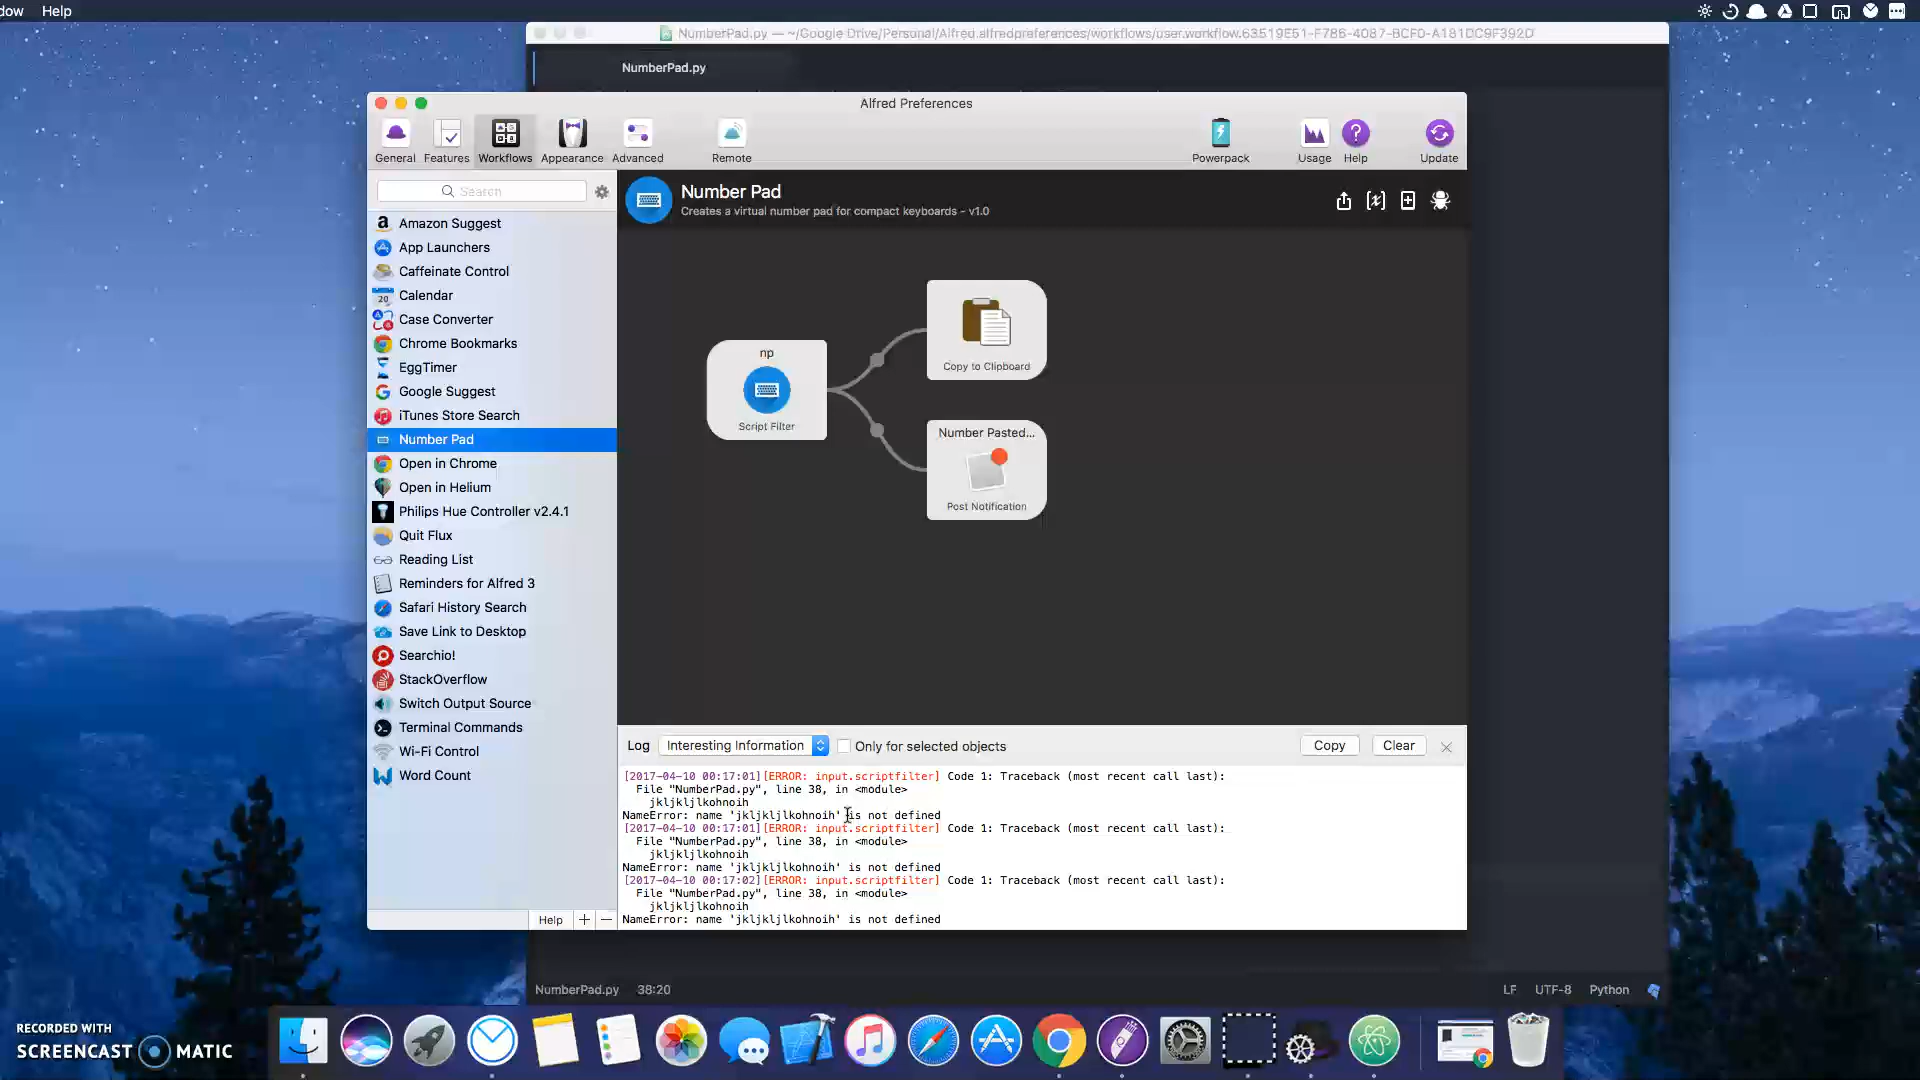 dow Help
NumberPad.py — ~/Google Drive/Personal/Alfred.alfredpreferences/workflows/user.workflow.63519E51-F786-4087-BCF0-A181DC9F392D
NumberPad.py
Alfred Preferences
General Features Workflows Appearance Advanced Remote Powerpack Usage Help Update
Search
Number Pad
Creates a virtual number pad for compact keyboards - v1.0
Amazon Suggest
App Launchers
Caffeinate Control
20 Calendar
Case Converter
Chrome Bookmarks
EggTimer
Google Suggest
iTunes Store Search
Number Pad
Open in Chrome
Open in Helium
Philips Hue Controller v2.4.1
Quit Flux
Reading List
Reminders for Alfred 3
Safari History Search
Save Link to Desktop
Searchio!
StackOverflow
Switch Output Source
Terminal Commands
Wi-Fi Control
Word Count
Help + −
np
Script Filter
Copy to Clipboard
Number Pasted...
Post Notification
Log Interesting Information Only for selected objects Copy Clear
[2017-04-10 00:17:01][ERROR: input.scriptfilter] Code 1: Traceback (most recent call last):
File "NumberPad.py", line 38, in <module>
jkljkljlkohnoih
NameError: name 'jkljkljlkohnoih' is not defined
[2017-04-10 00:17:01][ERROR: input.scriptfilter] Code 1: Traceback (most recent call last):
File "NumberPad.py", line 38, in <module>
jkljkljlkohnoih
NameError: name 'jkljkljlkohnoih' is not defined
[2017-04-10 00:17:02][ERROR: input.scriptfilter] Code 1: Traceback (most recent call last):
File "NumberPad.py", line 38, in <module>
jkljkljlkohnoih
NameError: name 'jkljkljlkohnoih' is not defined
NumberPad.py 38:20 LF UTF-8 Python
RECORDED WITH
SCREENCAST MATIC